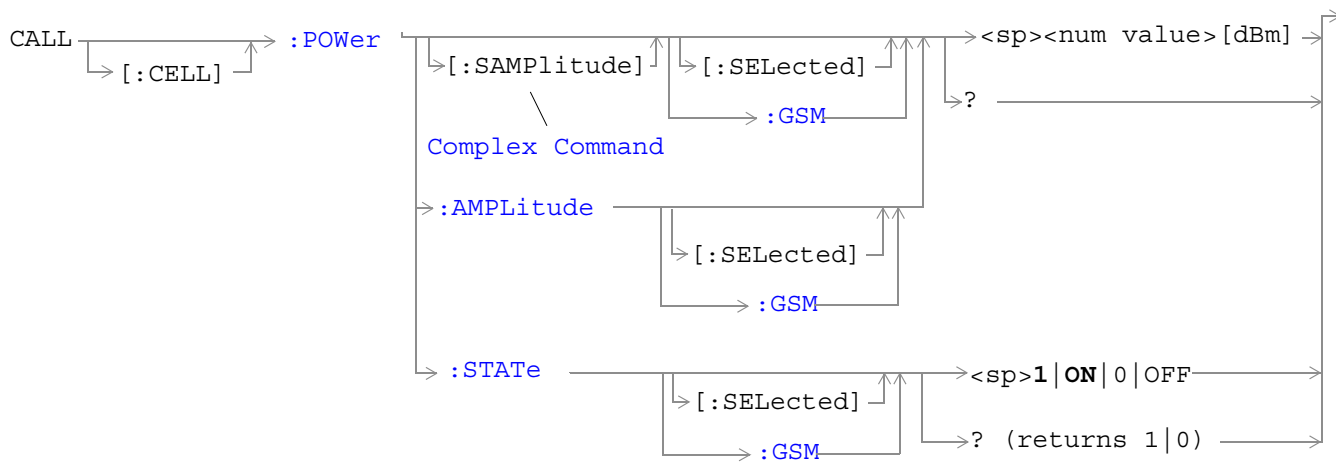 CALL :POWer [:SAMPlitude] [:SELected] <sp><num value>[dBm]
[:CELL]
:GSM ?
Complex Command
:AMPLitude
[:SELected]
:GSM
:STATe <sp>1|ON|0|OFF
[:SELected]
:GSM ? (returns 1|0)